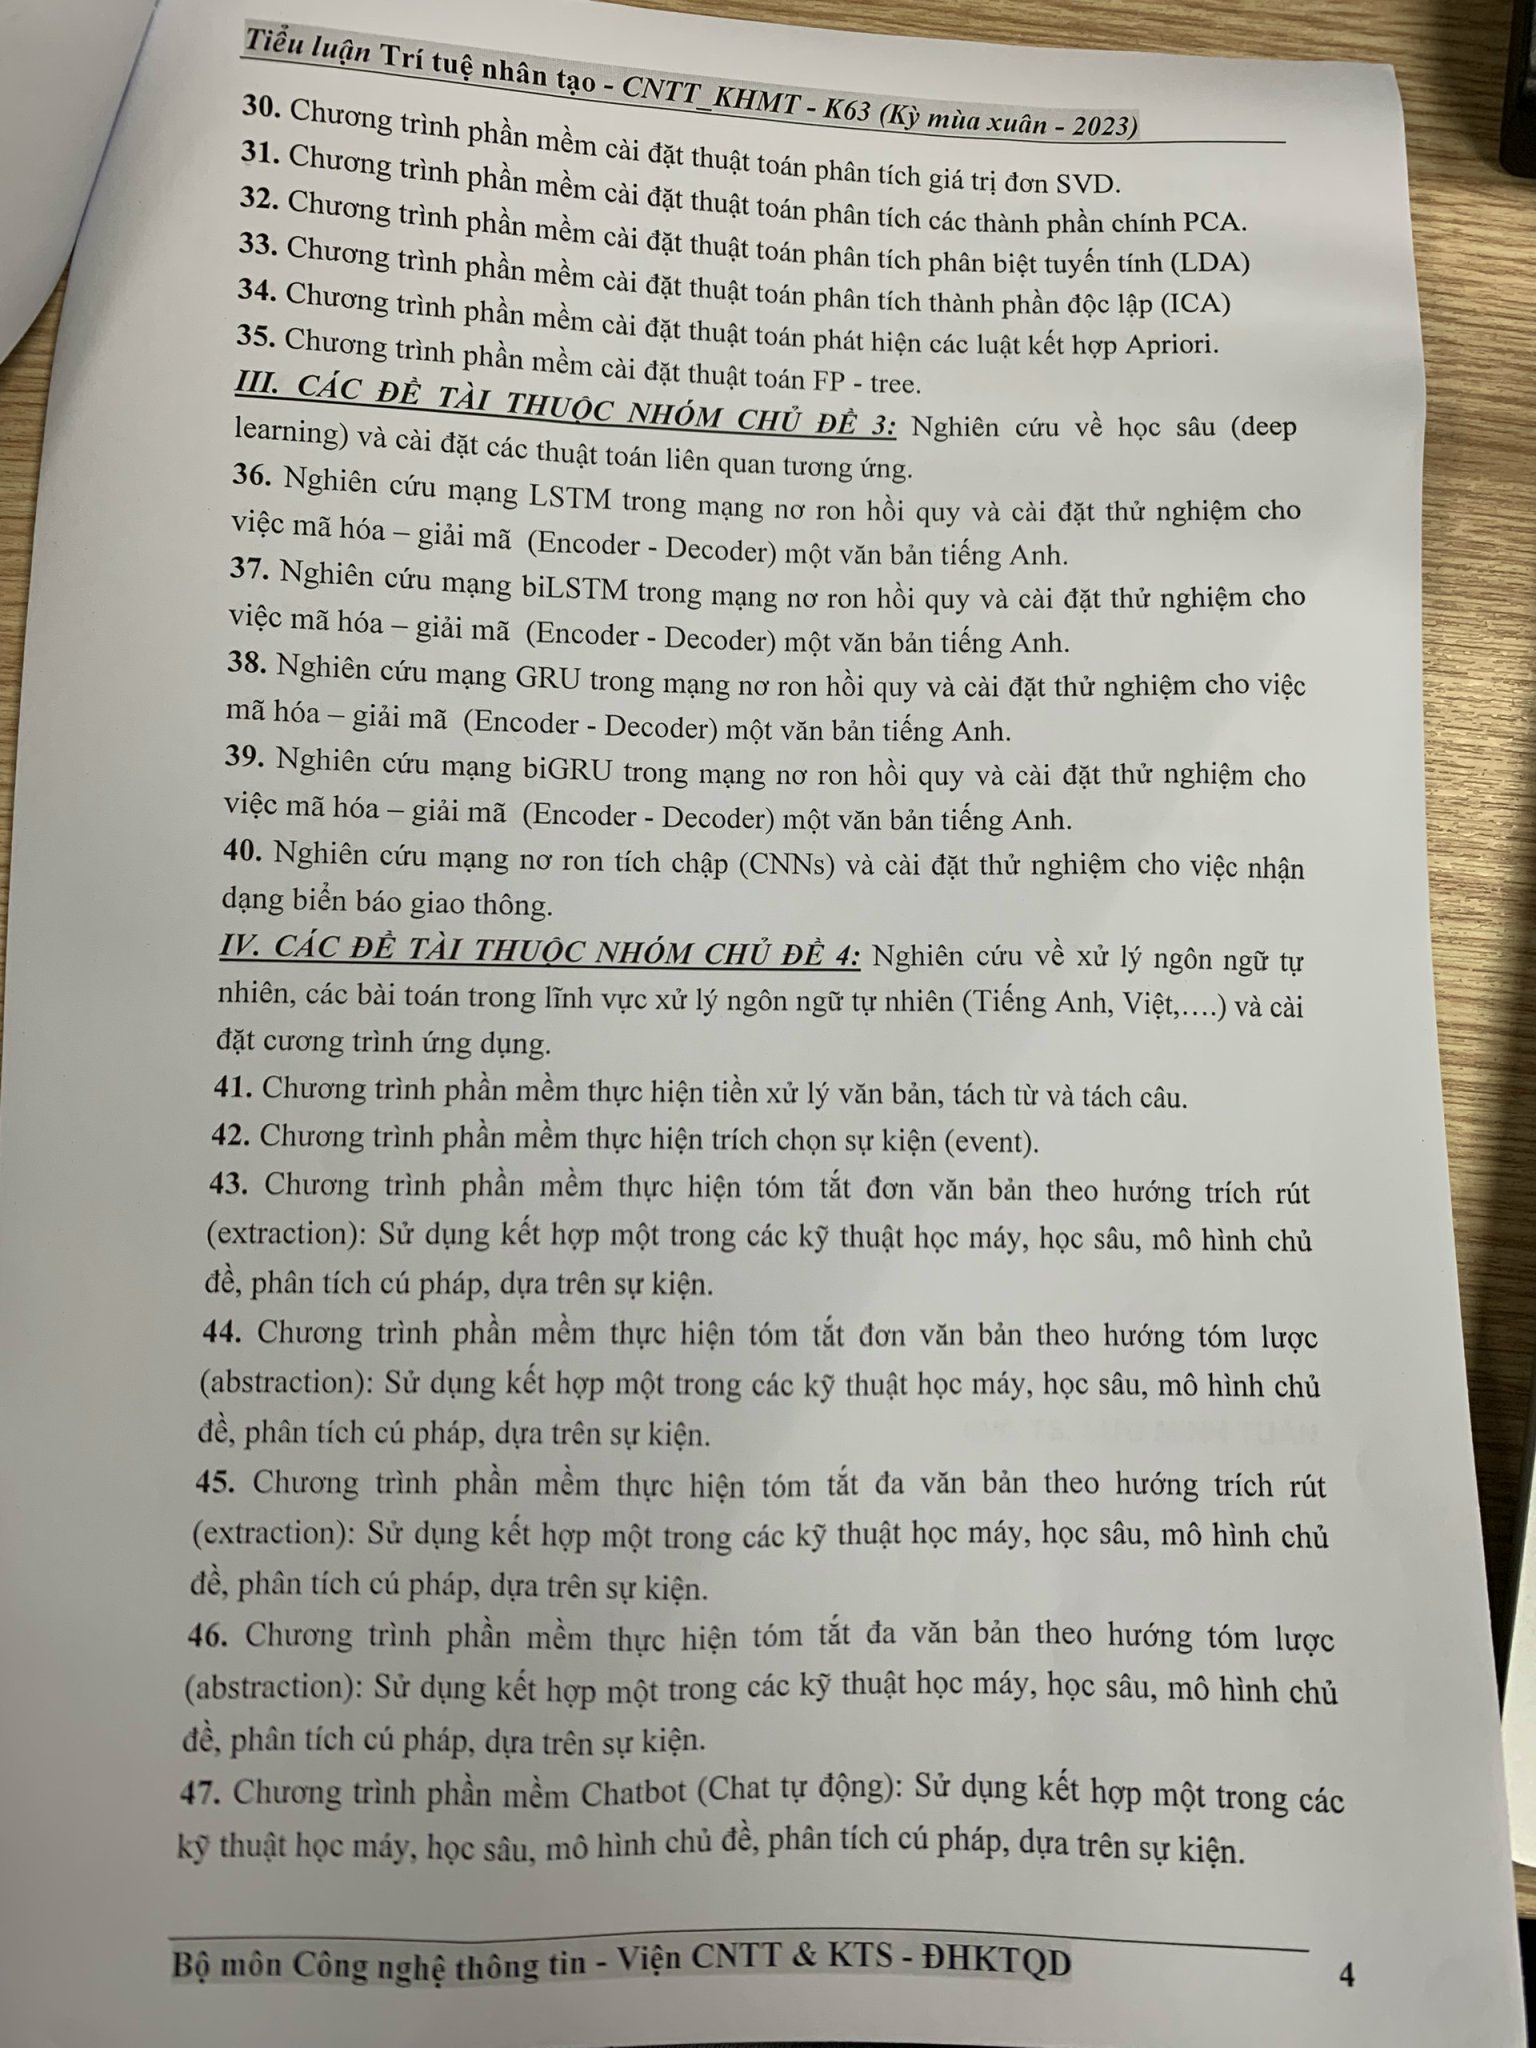 Tiểu luận Trí tuệ nhân tạo - CNTT_KHMT - K63 (Kỳ mùa xuân - 2023)
30. Chương trình phần mềm cài đặt thuật toán phân tích giá trị đơn SVD.
31. Chương trình phần mềm cài đặt thuật toán phân tích các thành phần chính PCA.
32. Chương trình phần mềm cài đặt thuật toán phân tích phân biệt tuyến tính (LDA)
33. Chương trình phần mềm cài đặt thuật toán phân tích thành phần độc lập (ICA)
34. Chương trình phần mềm cài đặt thuật toán phát hiện các luật kết hợp Apriori.
35. Chương trình phần mềm cài đặt thuật toán FP - tree.
III. CÁC ĐỀ TÀI THUỘC NHÓM CHỦ ĐỀ 3: Nghiên cứu về học sâu (deep
learning) và cài đặt các thuật toán liên quan tương ứng.
36. Nghiên cứu mạng LSTM trong mạng nơ ron hồi quy và cài đặt thử nghiệm cho
việc mã hóa – giải mã (Encoder - Decoder) một văn bản tiếng Anh.
37. Nghiên cứu mạng biLSTM trong mạng nơ ron hồi quy và cài đặt thử nghiệm cho
việc mã hóa – giải mã (Encoder - Decoder) một văn bản tiếng Anh.
38. Nghiên cứu mạng GRU trong mạng nơ ron hồi quy và cài đặt thử nghiệm cho việc
mã hóa – giải mã (Encoder - Decoder) một văn bản tiếng Anh.
39. Nghiên cứu mạng biGRU trong mạng nơ ron hồi quy và cài đặt thử nghiệm cho
việc mã hóa – giải mã (Encoder - Decoder) một văn bản tiếng Anh.
40. Nghiên cứu mạng nơ ron tích chập (CNNs) và cài đặt thử nghiệm cho việc nhận
dạng biển báo giao thông.
IV. CÁC ĐỀ TÀI THUỘC NHÓM CHỦ ĐỀ 4: Nghiên cứu về xử lý ngôn ngữ tự
nhiên, các bài toán trong lĩnh vực xử lý ngôn ngữ tự nhiên (Tiếng Anh, Việt,....) và cài
đặt cương trình ứng dụng.
41. Chương trình phần mềm thực hiện tiền xử lý văn bản, tách từ và tách câu.
42. Chương trình phần mềm thực hiện trích chọn sự kiện (event).
43. Chương trình phần mềm thực hiện tóm tắt đơn văn bản theo hướng trích rút
(extraction): Sử dụng kết hợp một trong các kỹ thuật học máy, học sâu, mô hình chủ
đề, phân tích cú pháp, dựa trên sự kiện.
44. Chương trình phần mềm thực hiện tóm tắt đơn văn bản theo hướng tóm lược
(abstraction): Sử dụng kết hợp một trong các kỹ thuật học máy, học sâu, mô hình chủ
đề, phân tích cú pháp, dựa trên sự kiện.
45. Chương trình phần mềm thực hiện tóm tắt đa văn bản theo hướng trích rút
(extraction): Sử dụng kết hợp một trong các kỹ thuật học máy, học sâu, mô hình chủ
đề, phân tích cú pháp, dựa trên sự kiện.
46. Chương trình phần mềm thực hiện tóm tắt đa văn bản theo hướng tóm lược
(abstraction): Sử dụng kết hợp một trong các kỹ thuật học máy, học sâu, mô hình chủ
đề, phân tích cú pháp, dựa trên sự kiện.
47. Chương trình phần mềm Chatbot (Chat tự động): Sử dụng kết hợp một trong các
kỹ thuật học máy, học sâu, mô hình chủ đề, phân tích cú pháp, dựa trên sự kiện.
Bộ môn Công nghệ thông tin - Viện CNTT & KTS - ĐHKTQD 4